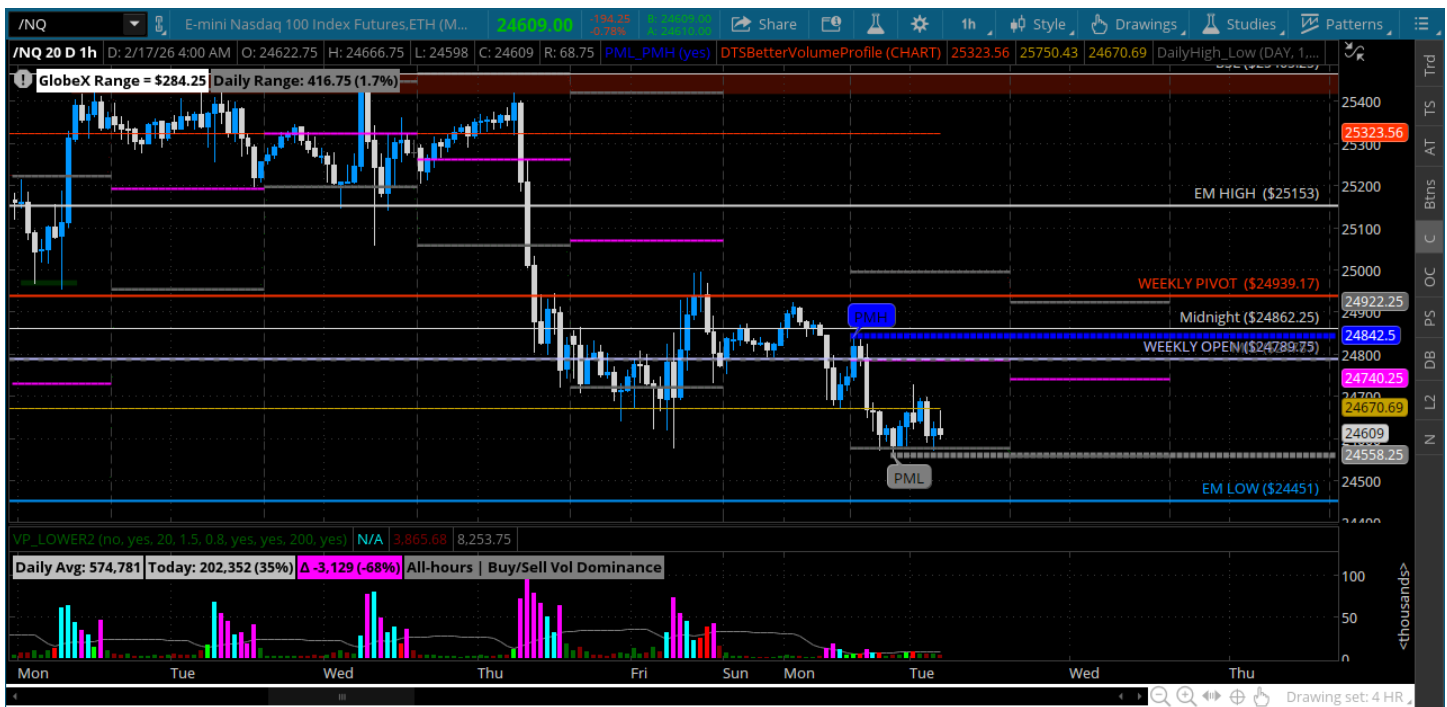 /NQ E-mini Nasdaq 100 Index Futures,ETH (M... 24609.00 -194.25 -0.78% B: 24609.00 A: 24610.00 Share 1h Style Drawings Studies Patterns
/NQ 20 D 1h D: 2/17/26 4:00 AM O: 24622.75 H: 24666.75 L: 24598 C: 24609 R: 68.75 PML_PMH (yes) DTSBetterVolumeProfile (CHART) 25323.56 25750.43 24670.69 DailyHigh_Low (DAY, 1,...
GlobeX Range = $284.25 Daily Range: 416.75 (1.7%)
25400
25323.56
25300
EM HIGH ($25153)
25200
25100
25000
WEEKLY PIVOT ($24939.17)
24922.25
24900
Midnight ($24862.25)
PMH
24842.5
WEEKLY OPEN ($24789.75)
24800
24740.25
24700
24670.69
24609
24558.25
PML
24500
EM LOW ($24451)
24400
VP_LOWER2 (no, yes, 20, 1.5, 0.8, yes, yes, 200, yes) N/A 3,865.68 8,253.75
Daily Avg: 574,781 Today: 202,352 (35%) Δ -3,129 (-68%) All-hours | Buy/Sell Vol Dominance
100
50
0
<thousands>
Mon Tue Wed Thu Fri Sun Mon Tue Wed Thu
Drawing set: 4 HR
Trd
TS
AT
Btns
C
OC
PS
DB
L2
N